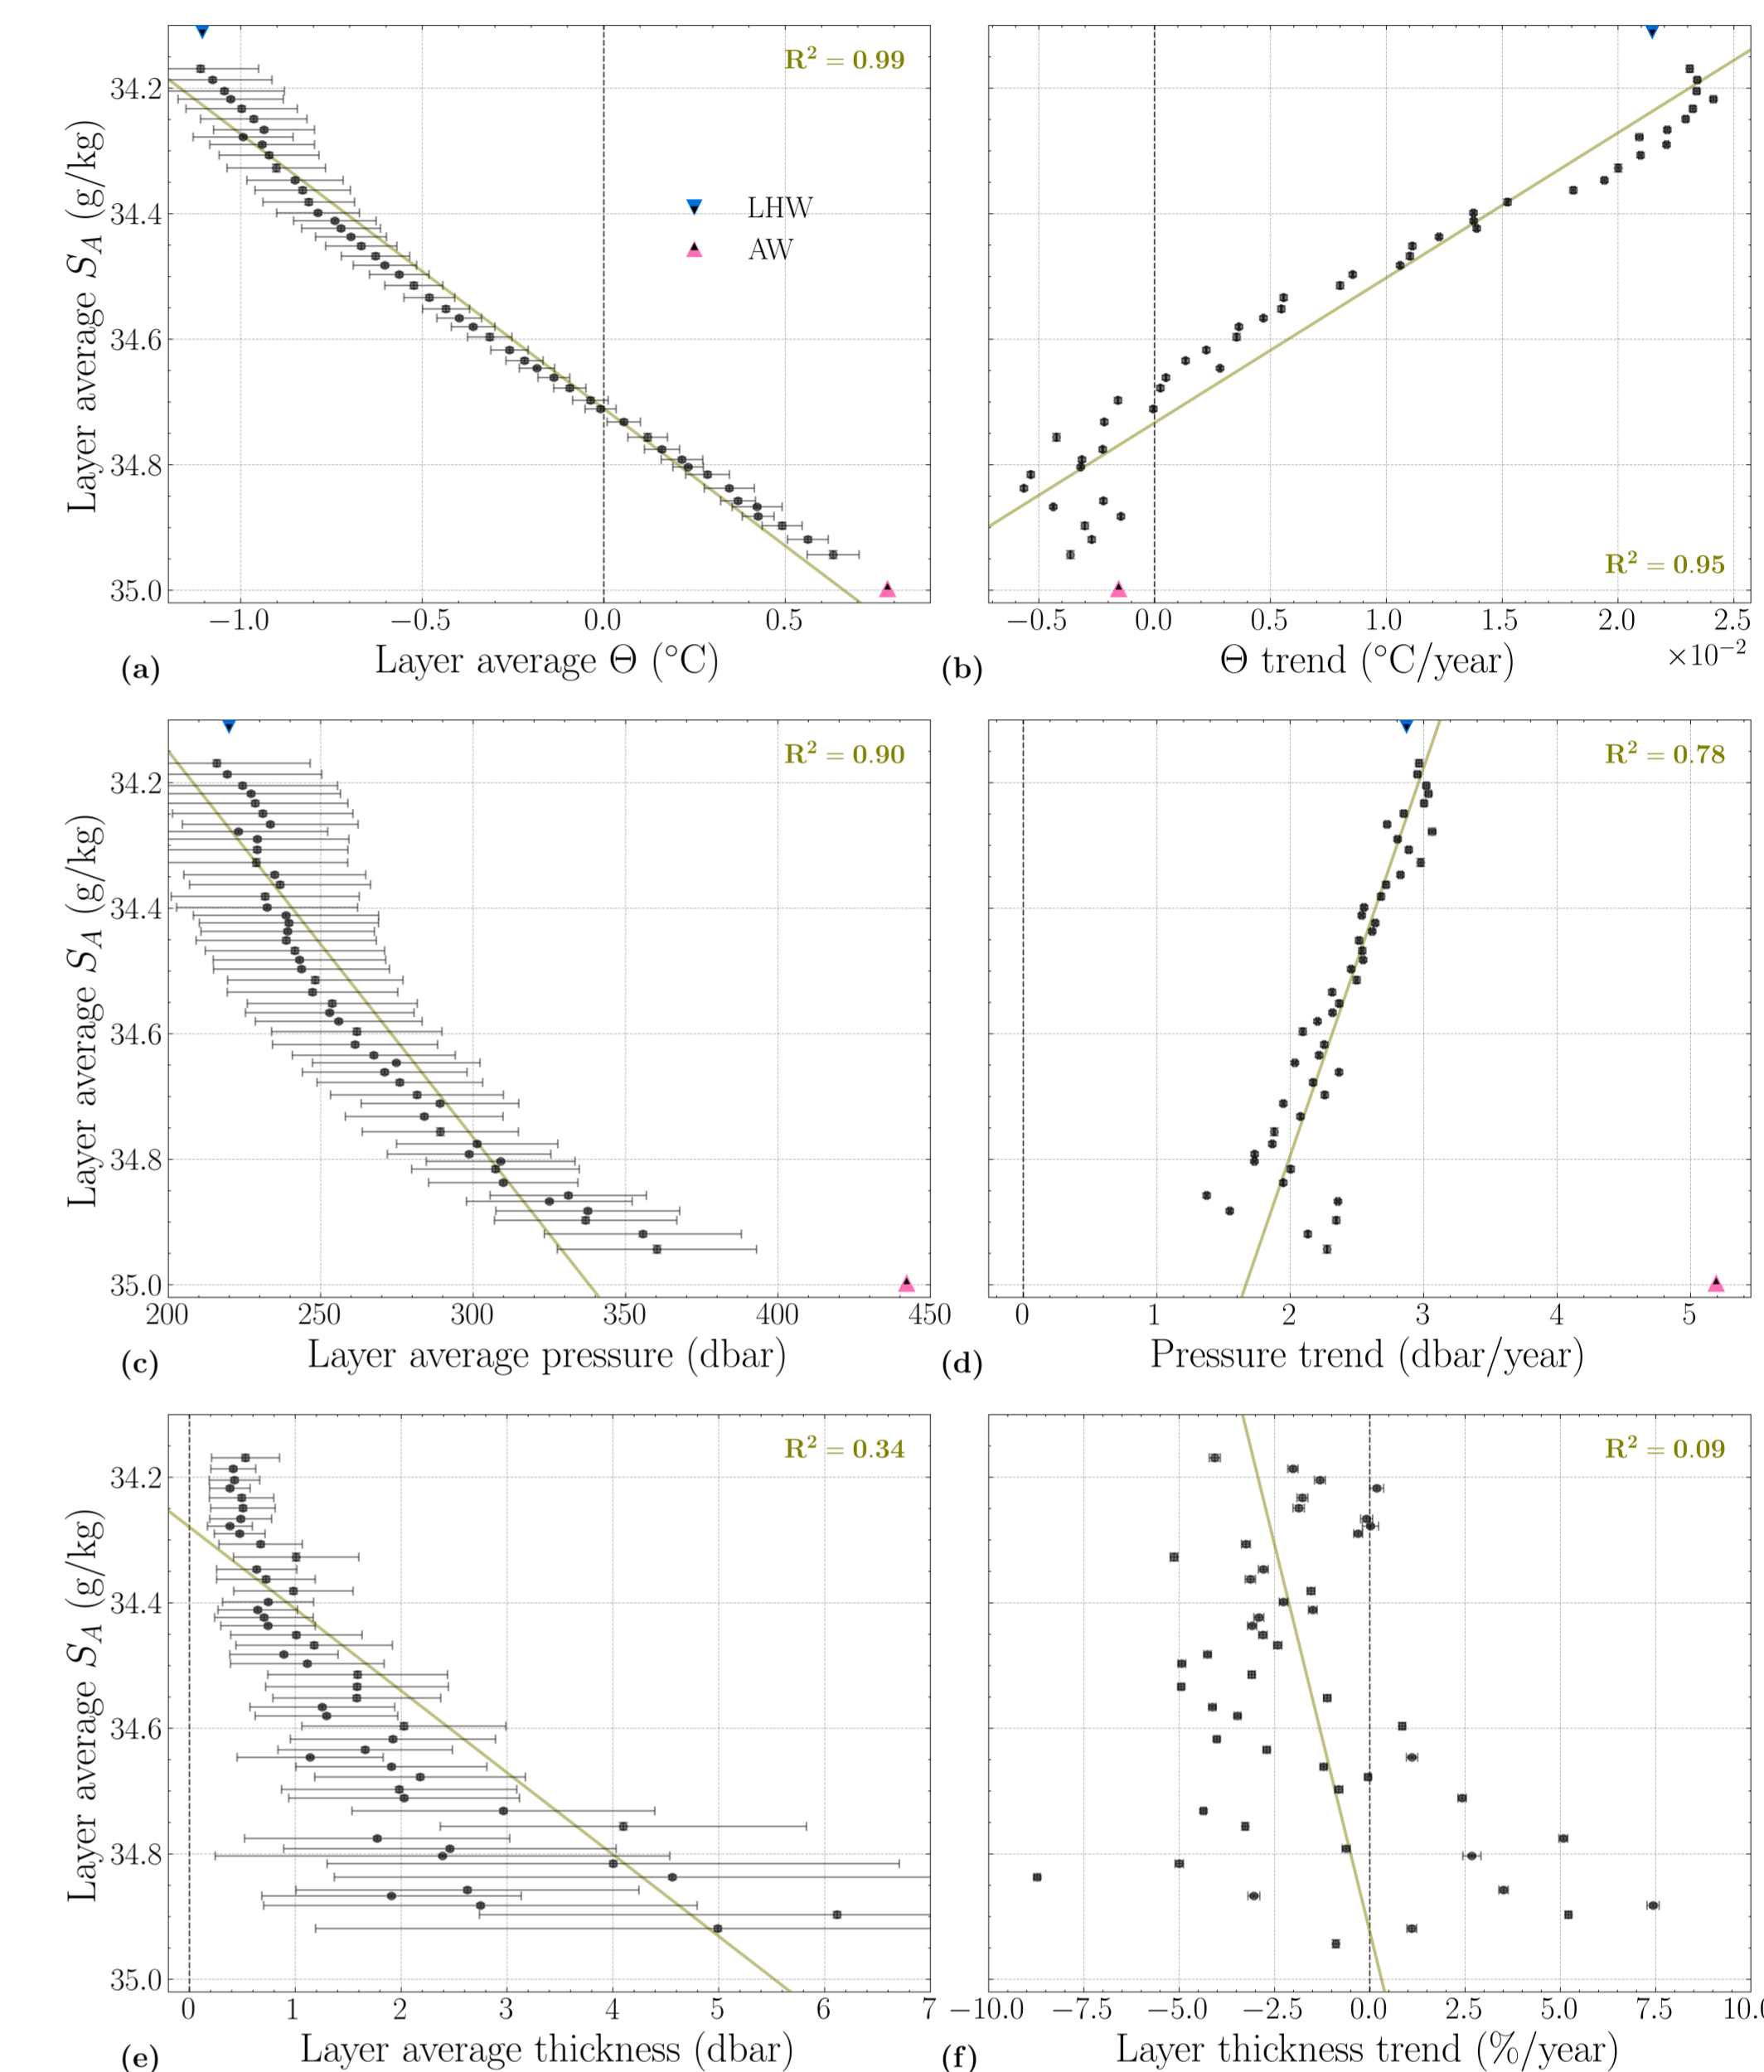 R² = 0.99
34.2
34.4
34.6
34.8
35.0
Layer average S_A (g/kg)
LHW
AW
−1.0 −0.5 0.0 0.5
(a) Layer average Θ (°C)
R² = 0.95
−0.5 0.0 0.5 1.0 1.5 2.0 2.5
×10⁻²
(b) Θ trend (°C/year)
R² = 0.90
34.2
34.4
34.6
34.8
35.0
Layer average S_A (g/kg)
200 250 300 350 400 450
(c) Layer average pressure (dbar)
R² = 0.78
0 1 2 3 4 5
(d) Pressure trend (dbar/year)
R² = 0.34
34.2
34.4
34.6
34.8
35.0
Layer average S_A (g/kg)
0 1 2 3 4 5 6 7
(e) Layer average thickness (dbar)
R² = 0.09
−10.0 −7.5 −5.0 −2.5 0.0 2.5 5.0 7.5 10.0
(f) Layer thickness trend (%/year)